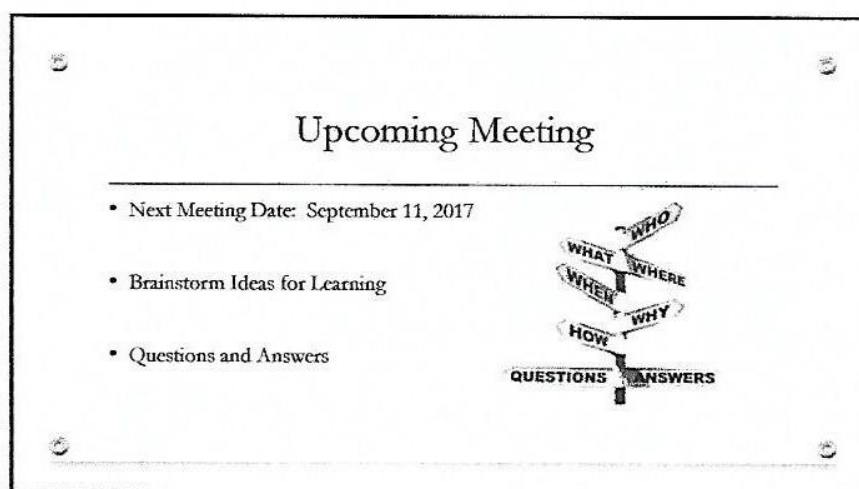 Upcoming Meeting
• Next Meeting Date: September 11, 2017
• Brainstorm Ideas for Learning
• Questions and Answers
WHO
WHAT
WHERE
WHEN
WHY
HOW
QUESTIONS ANSWERS